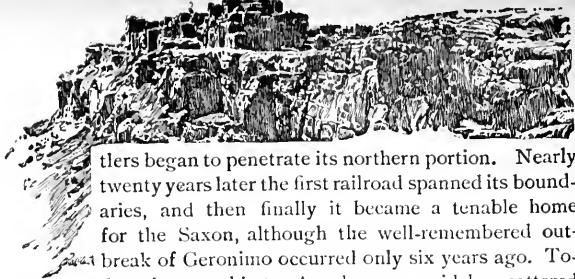 tlers began to penetrate its northern portion. Nearly
twenty years later the first railroad spanned its bound-
aries, and then finally it became a tenable home
for the Saxon, although the well-remembered out-
break of Geronimo occurred only six years ago. To-